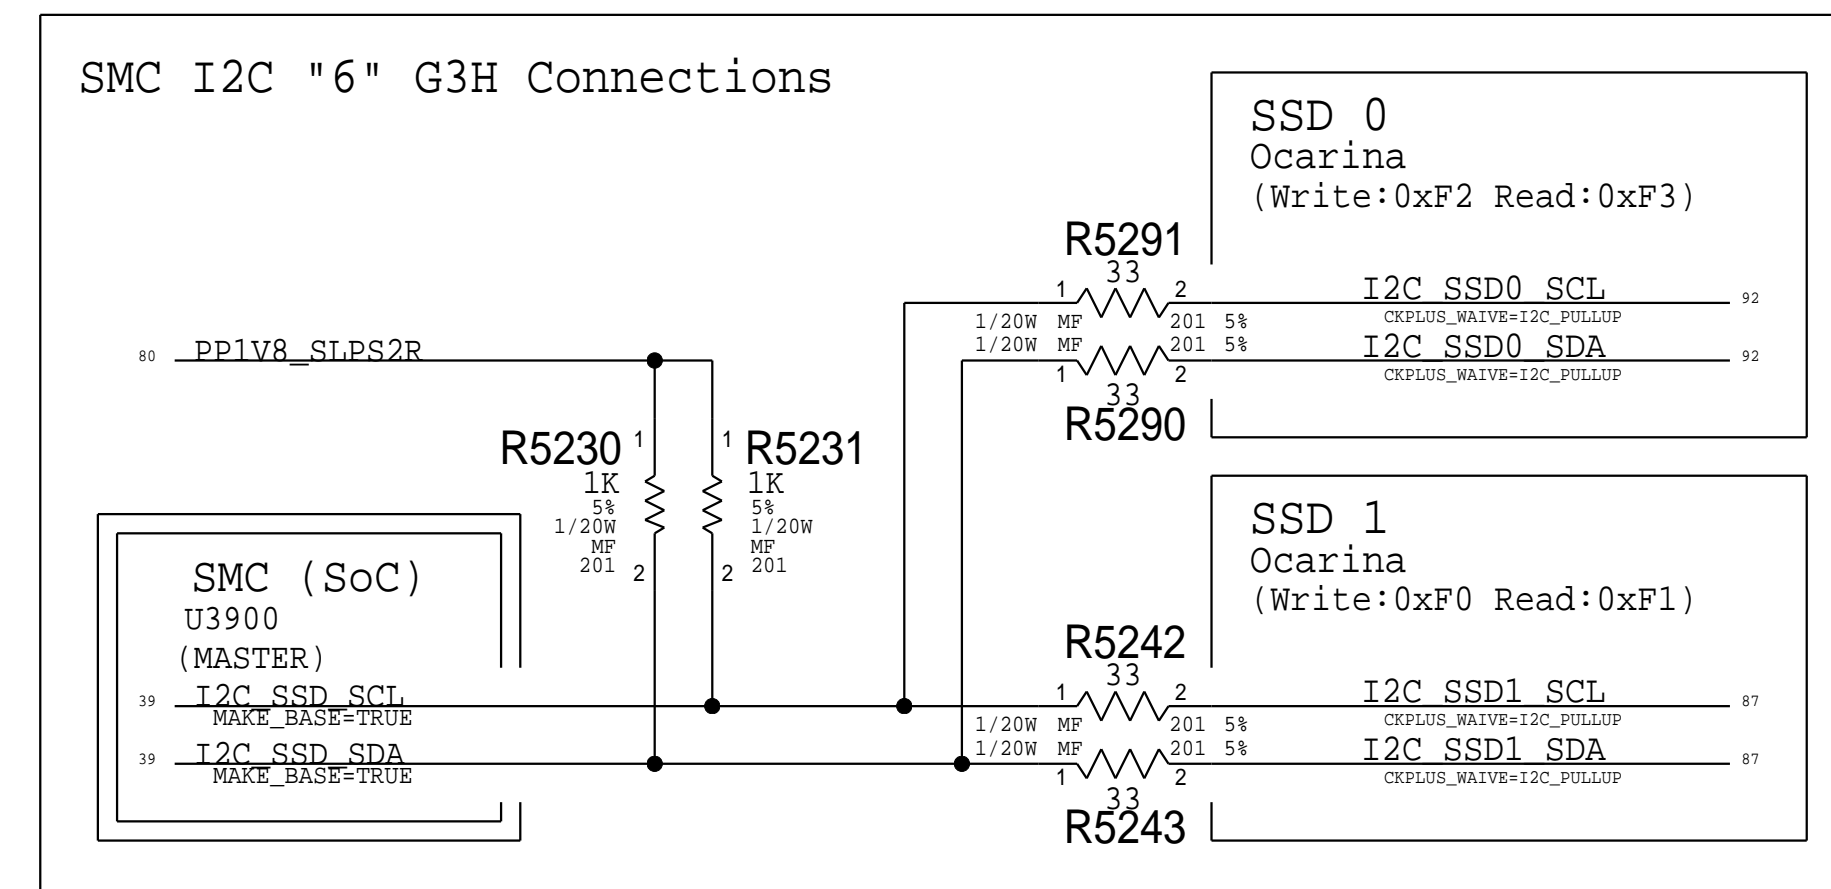 SMC I2C "6" G3H Connections
SSD 0
Ocarina
(Write:0xF2 Read:0xF3)
R5291
33
1 2
I2C_SSD0_SCL 92
1/20W MF 201 5%
CKPLUS_WAIVE=I2C_PULLUP
1/20W MF 201 5%
I2C_SSD0_SDA 92
1 2
CKPLUS_WAIVE=I2C_PULLUP
33
R5290
80 PP1V8_SLPS2R
R5230 1
1K
5%
1/20W
MF
201 2
1 R5231
1K
5%
1/20W
MF
2 201
SMC (SoC)
U3900
(MASTER)
39 I2C_SSD_SCL
MAKE_BASE=TRUE
39 I2C_SSD_SDA
MAKE_BASE=TRUE
SSD 1
Ocarina
(Write:0xF0 Read:0xF1)
R5242
33
1 2
I2C_SSD1_SCL 87
1/20W MF 201 5%
CKPLUS_WAIVE=I2C_PULLUP
1/20W MF 201 5%
I2C_SSD1_SDA 87
1 2
CKPLUS_WAIVE=I2C_PULLUP
33
R5243